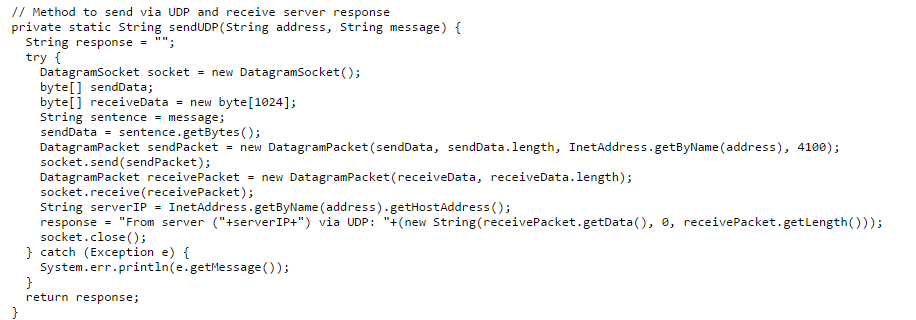 // Method to send via UDP and receive server response
private static String sendUDP(String address, String message) {
  String response = "";
  try {
    DatagramSocket socket = new DatagramSocket();
    byte[] sendData;
    byte[] receiveData = new byte[1024];
    String sentence = message;
    sendData = sentence.getBytes();
    DatagramPacket sendPacket = new DatagramPacket(sendData, sendData.length, InetAddress.getByName(address), 4100);
    socket.send(sendPacket);
    DatagramPacket receivePacket = new DatagramPacket(receiveData, receiveData.length);
    socket.receive(receivePacket);
    String serverIP = InetAddress.getByName(address).getHostAddress();
    response = "From server ("+serverIP+") via UDP: "+(new String(receivePacket.getData(), 0, receivePacket.getLength()));
    socket.close();
  } catch (Exception e) {
    System.err.println(e.getMessage());
  }
  return response;
}